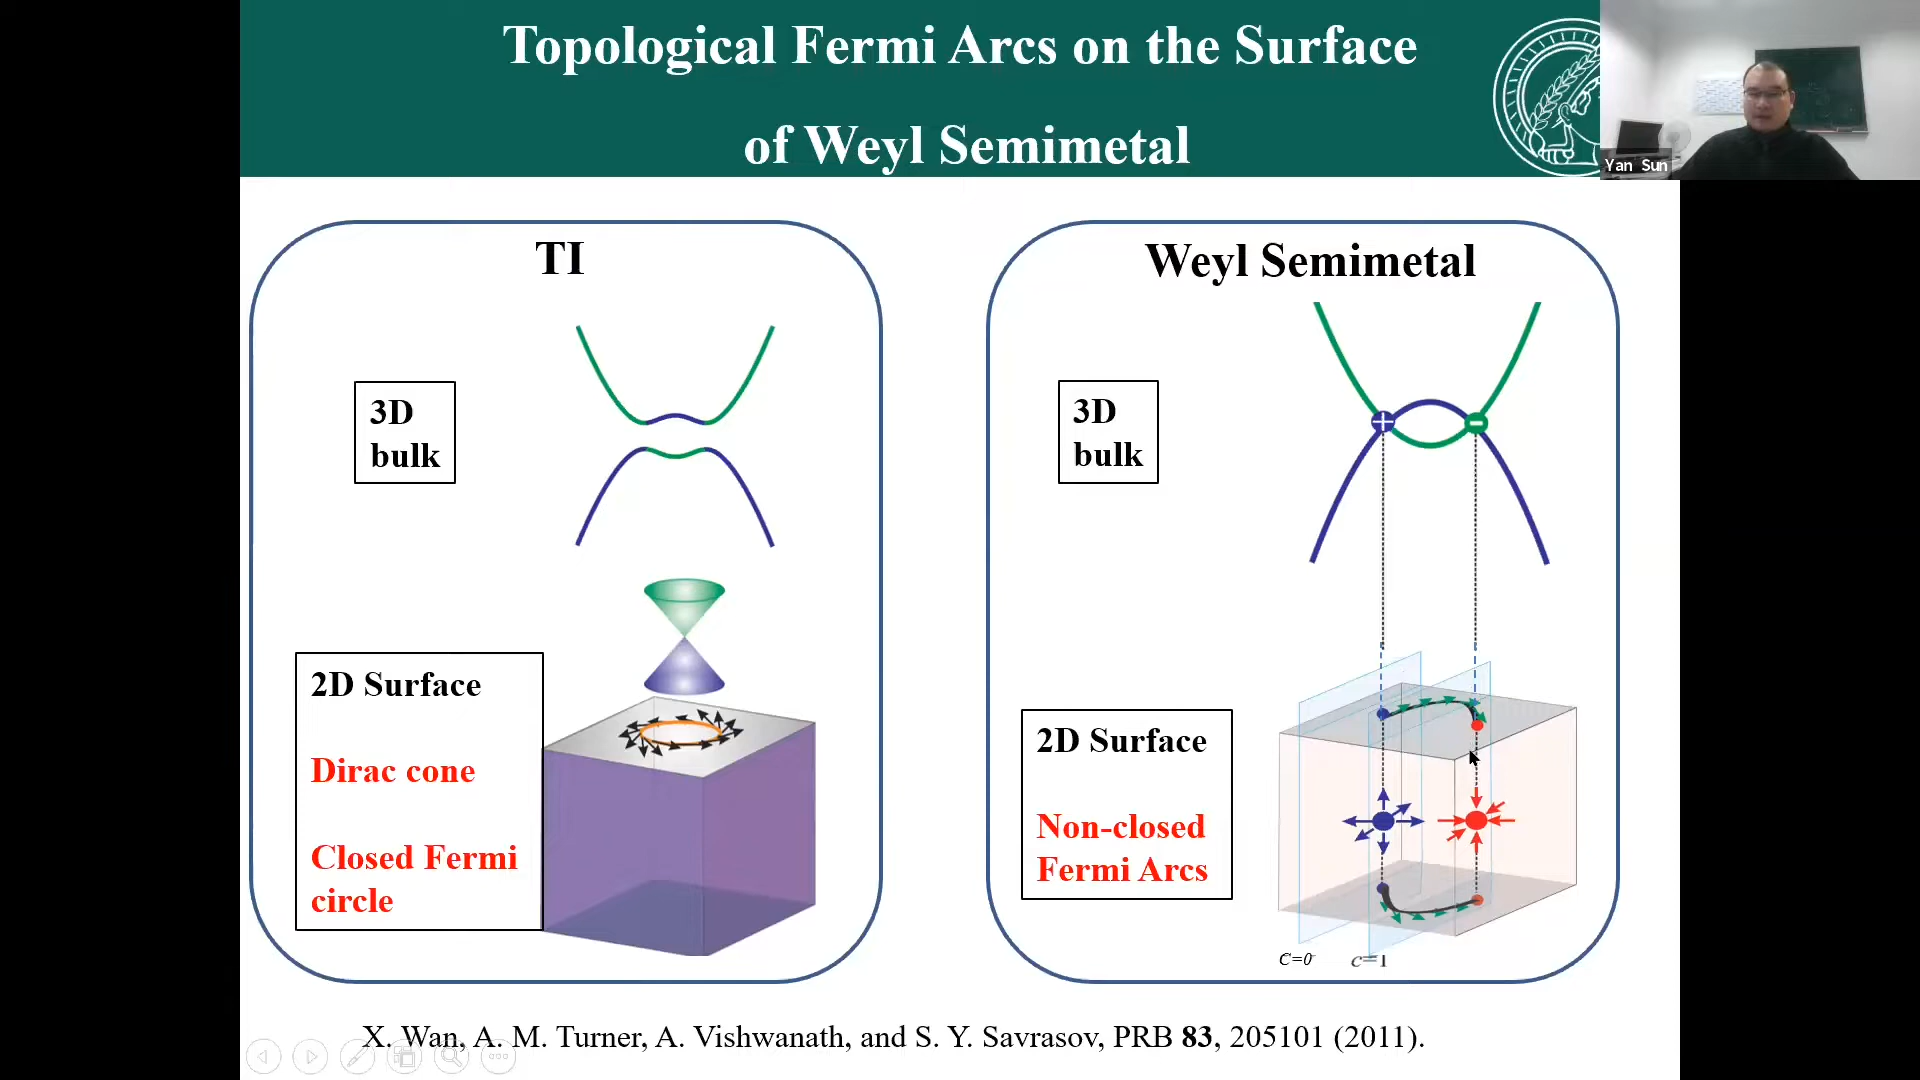 Topological Fermi Arcs on the Surface
of Weyl Semimetal
Yan Sun
TI
3D
bulk
2D Surface
Dirac cone
Closed Fermi
circle
Weyl Semimetal
3D
bulk
+
−
2D Surface
Non-closed
Fermi Arcs
C=0
c=1
X. Wan, A. M. Turner, A. Vishwanath, and S. Y. Savrasov, PRB 83, 205101 (2011).